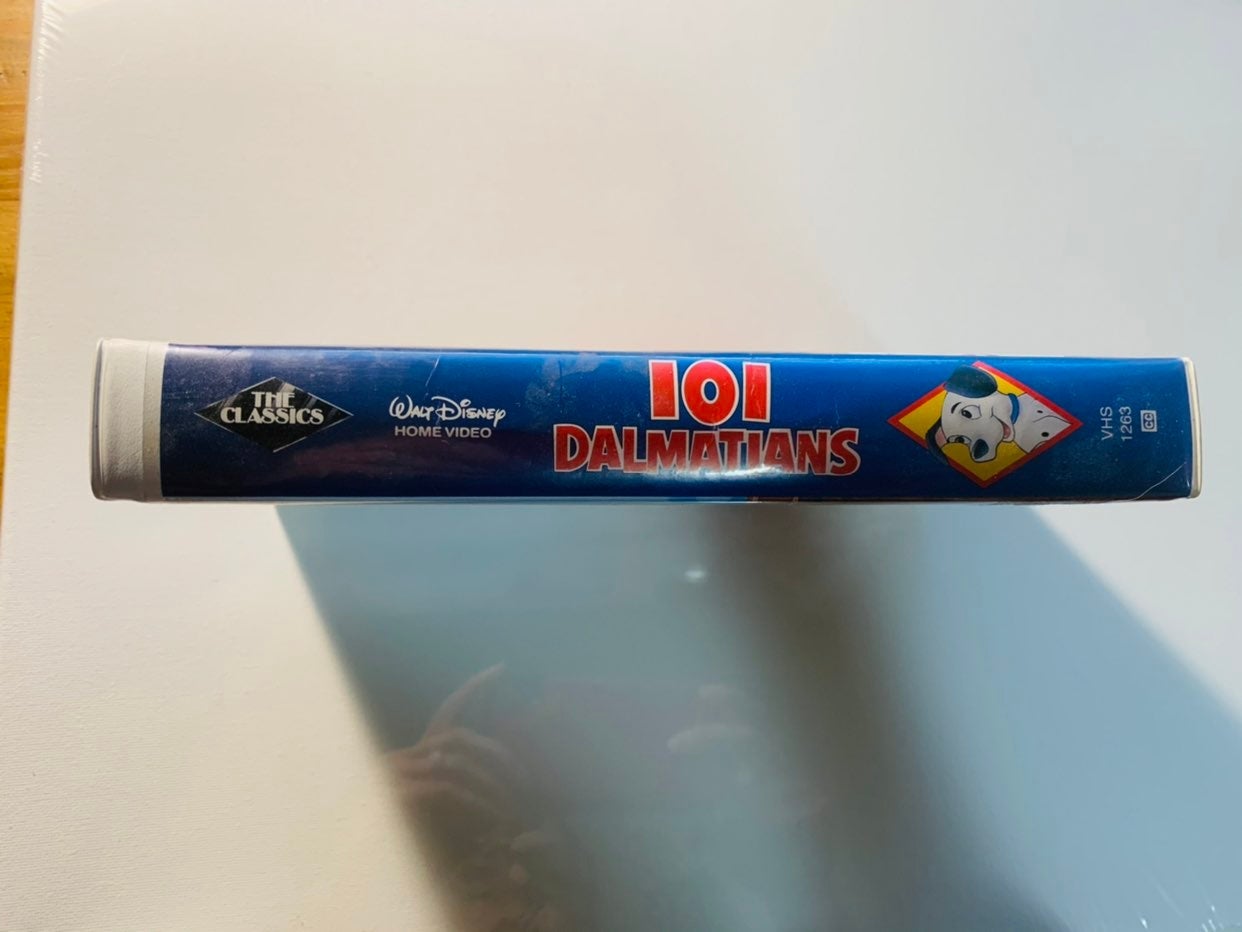 THE
CLASSICS
WALT DISNEY
HOME VIDEO
101
DALMATIANS
VHS
1263
CC